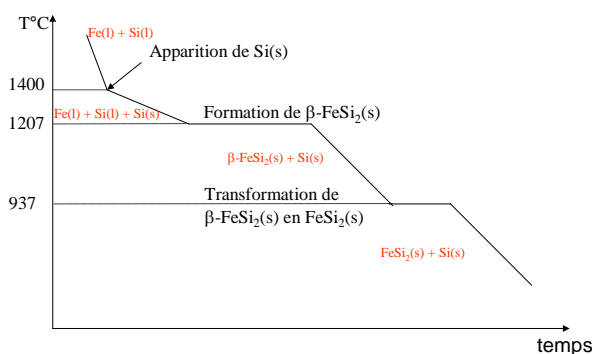 T°C
Fe(l) + Si(l)
Apparition de Si(s)
1400
Fe(l) + Si(l) + Si(s)
Formation de β-FeSi₂(s)
1207
β-FeSi₂(s) + Si(s)
Transformation de
937
β-FeSi₂(s) en FeSi₂(s)
FeSi₂(s) + Si(s)
temps